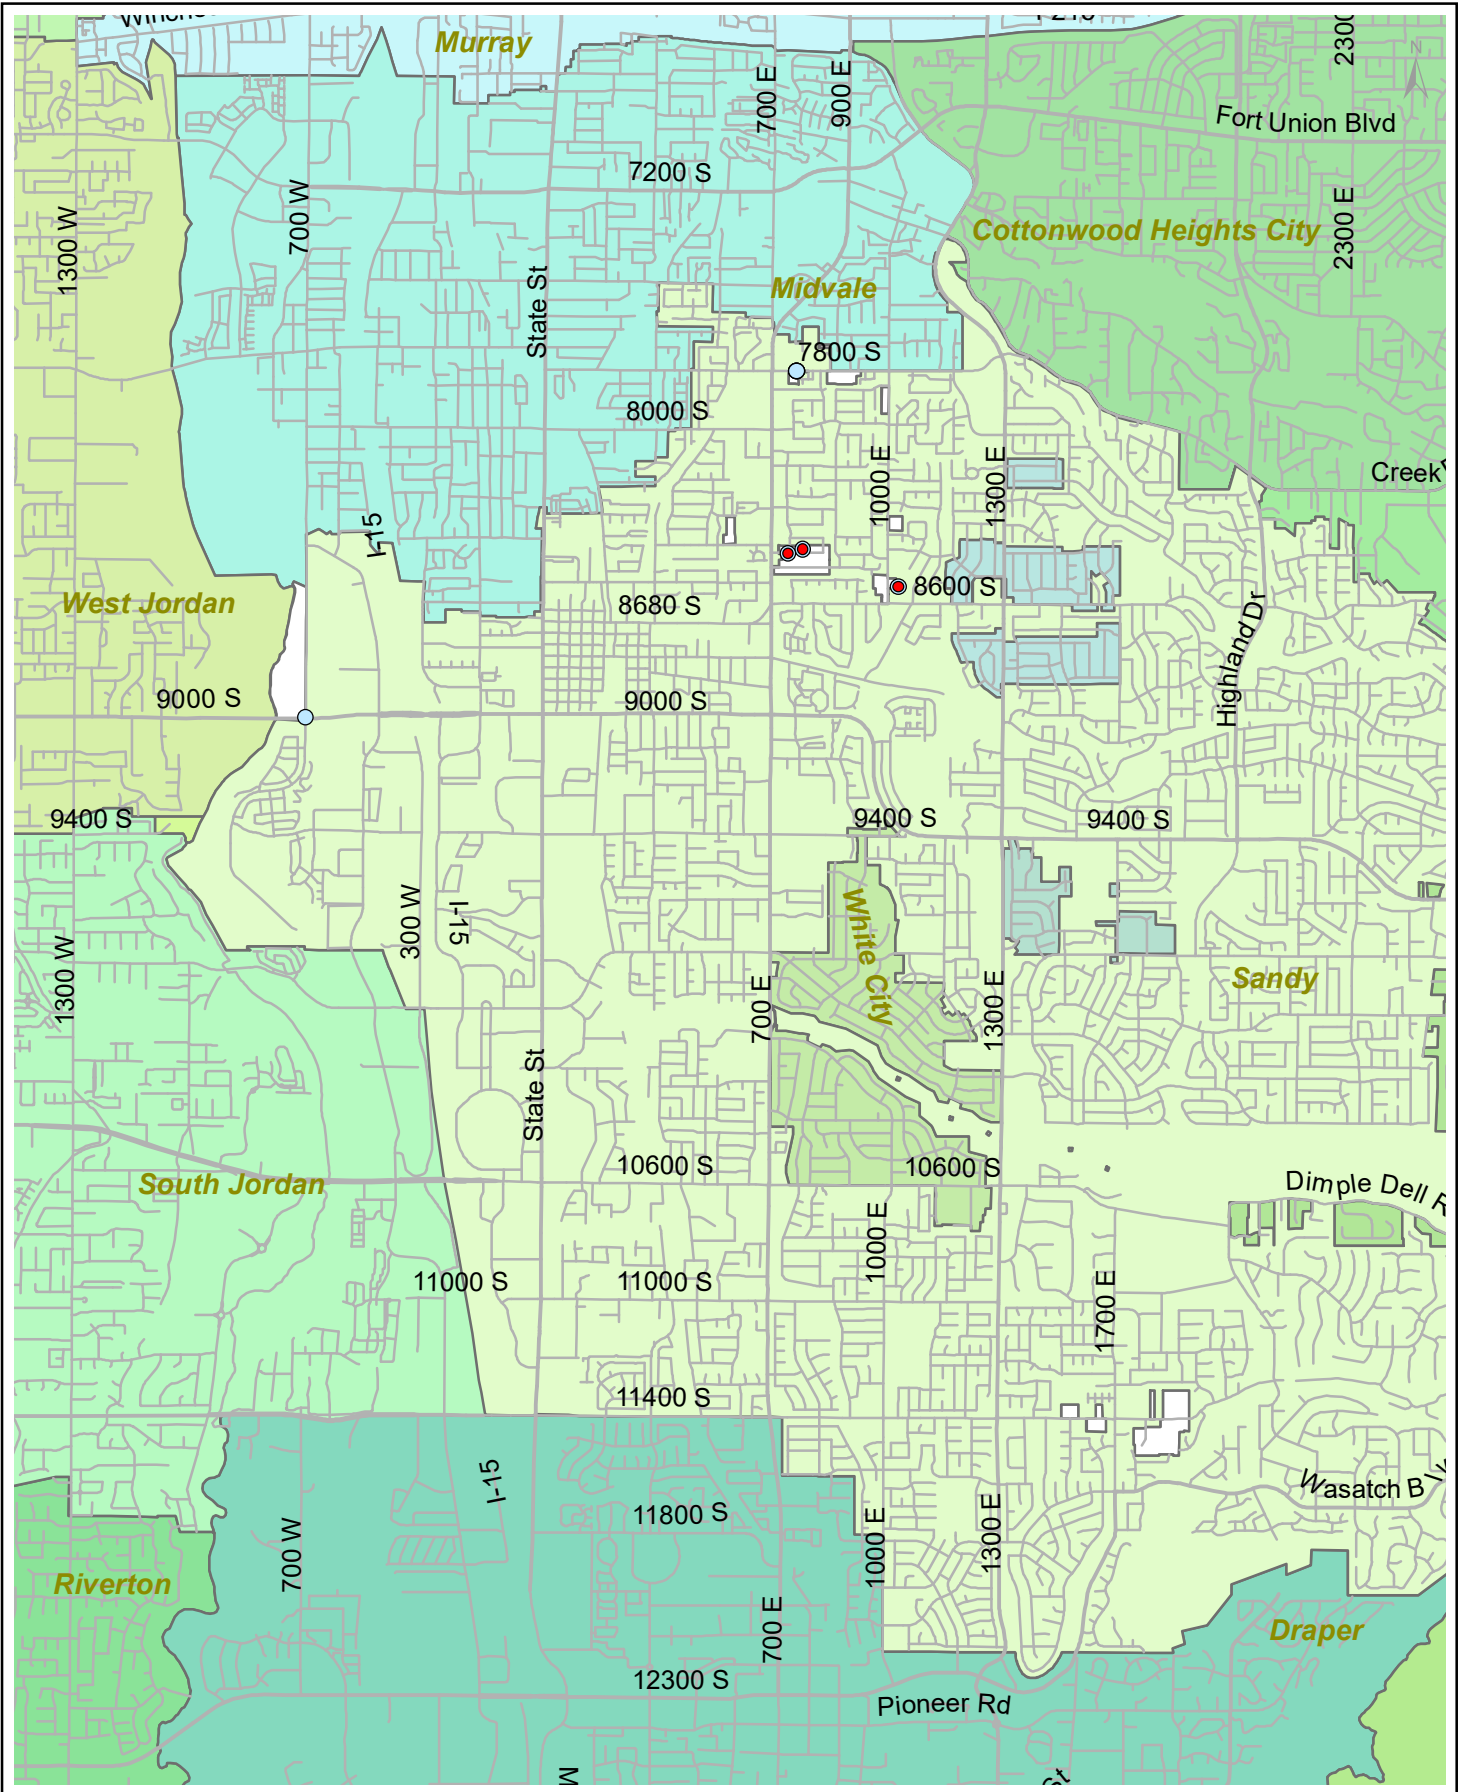 Murray
2300
N
700 E
900 E
Fort Union Blvd
7200 S
1300 W
700 W
2300 E
Cottonwood Heights City
State St
Midvale
7800 S
8000 S
1000 E
1300 E
Creek
I-15
8600 S
West Jordan
8680 S
Highland Dr
9000 S
9000 S
9400 S
9400 S
9400 S
300 W
I-15
White City
1300 W
Sandy
700 E
1300 E
State St
10600 S
10600 S
South Jordan
Dimple Dell R
1000 E
11000 S
11000 S
1700 E
11400 S
I-15
Wasatch Blv
11800 S
700 W
1000 E
1300 E
Riverton
700 E
Draper
12300 S
Pioneer Rd
M
St